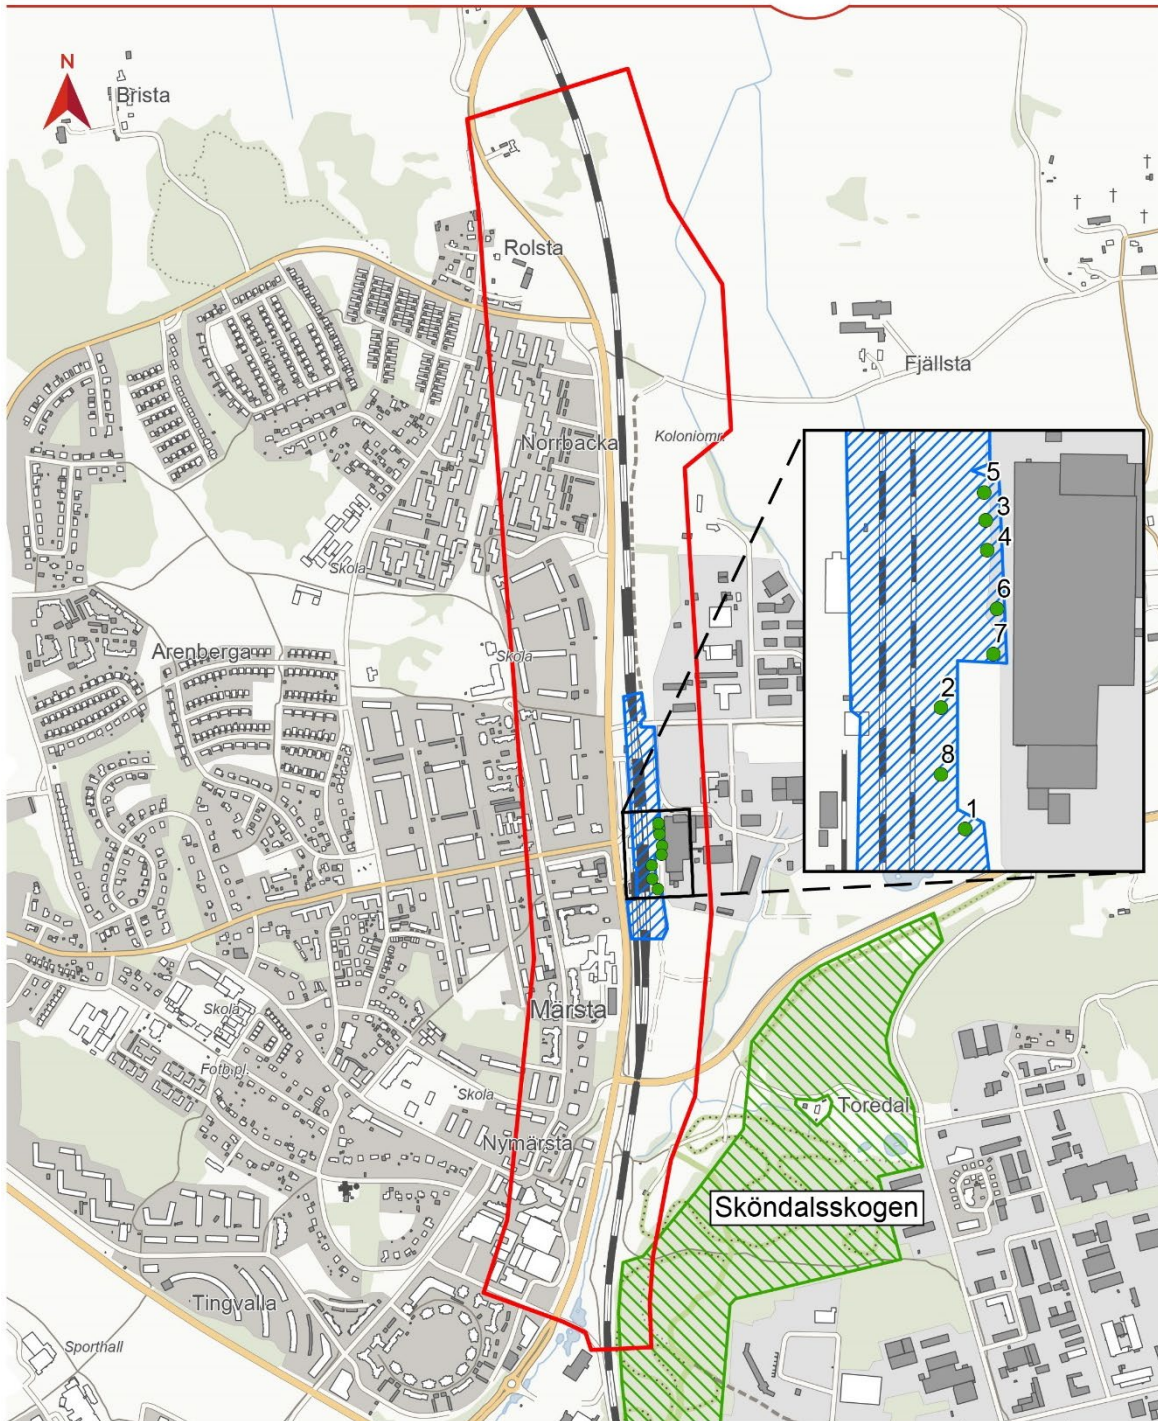 N
Brista
Rolsta
Fjällsta
Norrbacka
Koloniomr.
5
3
4
Skola
6
7
Arenberga
Skola
2
8
1
Skola
Märsta
Fotb.pl.
Skola
Toredal
Nymärsta
Sköndalsskogen
Tingvalla
Sporthall